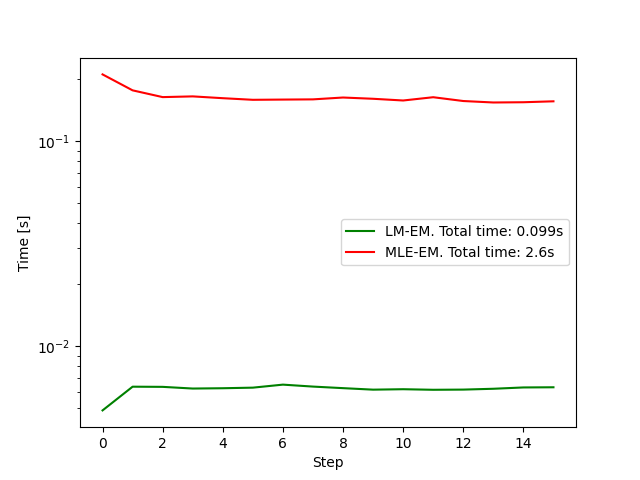 10⁻¹
10⁻²
Time [s]
LM-EM. Total time: 0.099s
MLE-EM. Total time: 2.6s
0 2 4 6 8 10 12 14
Step